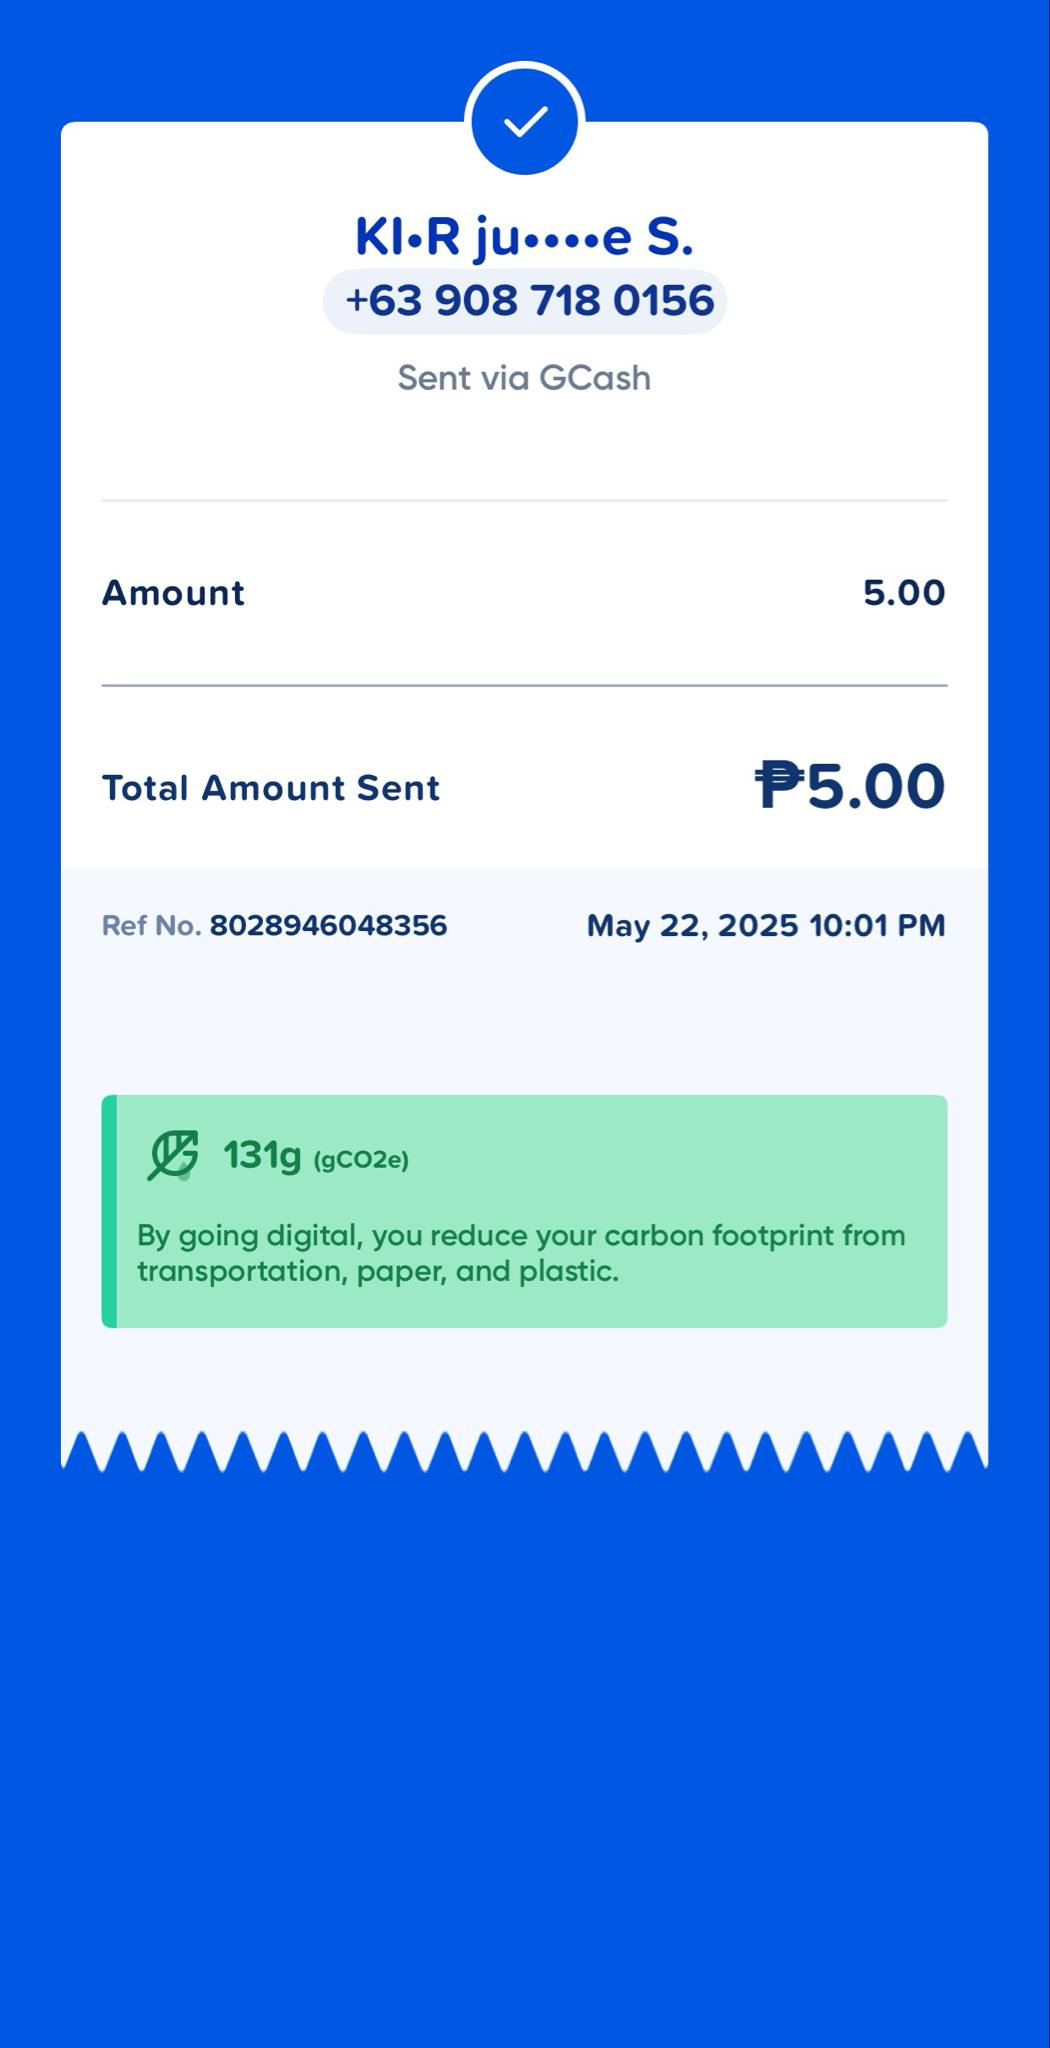 KI•R ju••••e S.
+63 908 718 0156
Sent via GCash
Amount 5.00
Total Amount Sent ₱5.00
Ref No. 8028946048356 May 22, 2025 10:01 PM
131g (gCO2e)
By going digital, you reduce your carbon footprint from
transportation, paper, and plastic.